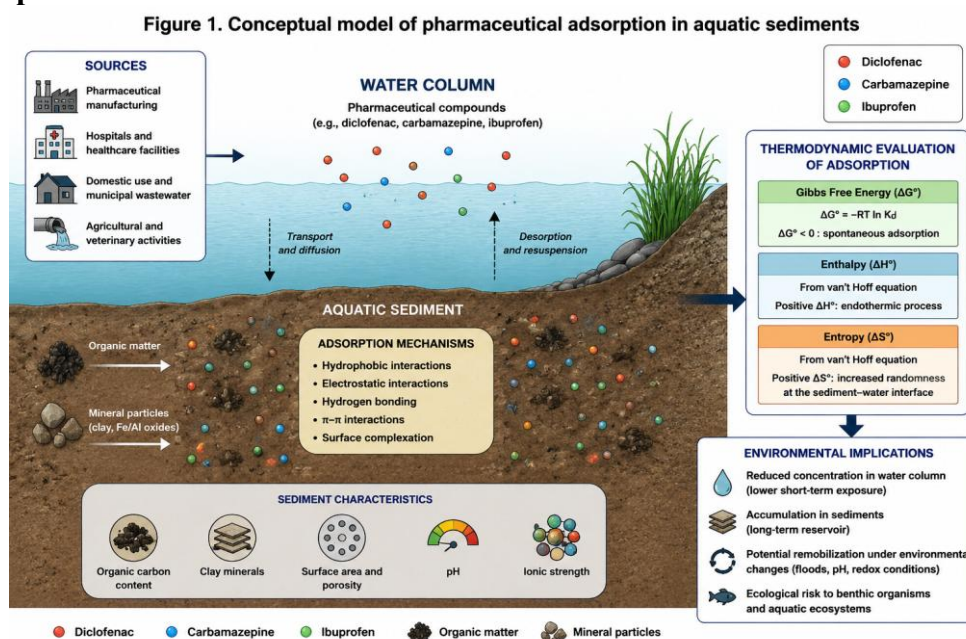 Figure 1. Conceptual model of pharmaceutical adsorption in aquatic sediments
SOURCES
Pharmaceutical
manufacturing
Hospitals and
healthcare facilities
Domestic use and
municipal wastewater
Agricultural and
veterinary activities
WATER COLUMN
Pharmaceutical compounds
(e.g., diclofenac, carbamazepine, ibuprofen)
Diclofenac
Carbamazepine
Ibuprofen
Transport
and diffusion
Desorption
and resuspension
THERMODYNAMIC EVALUATION
OF ADSORPTION
Gibbs Free Energy (ΔG°)
ΔG° = −RT ln Kd
ΔG° < 0 : spontaneous adsorption
Enthalpy (ΔH°)
From van't Hoff equation
Positive ΔH°: endothermic process
Entropy (ΔS°)
From van't Hoff equation
Positive ΔS°: increased randomness
at the sediment–water interface
AQUATIC SEDIMENT
Organic matter
Mineral particles
(clay, Fe/Al oxides)
ADSORPTION MECHANISMS
• Hydrophobic interactions
• Electrostatic interactions
• Hydrogen bonding
• π–π interactions
• Surface complexation
SEDIMENT CHARACTERISTICS
Organic carbon
content
Clay minerals
Surface area and
porosity
pH
Ionic strength
ENVIRONMENTAL IMPLICATIONS
Reduced concentration in water column
(lower short-term exposure)
Accumulation in sediments
(long-term reservoir)
Potential remobilization under environmenta
changes (floods, pH, redox conditions)
Ecological risk to benthic organisms
and aquatic ecosystems
Diclofenac
Carbamazepine
Ibuprofen
Organic matter
Mineral particles